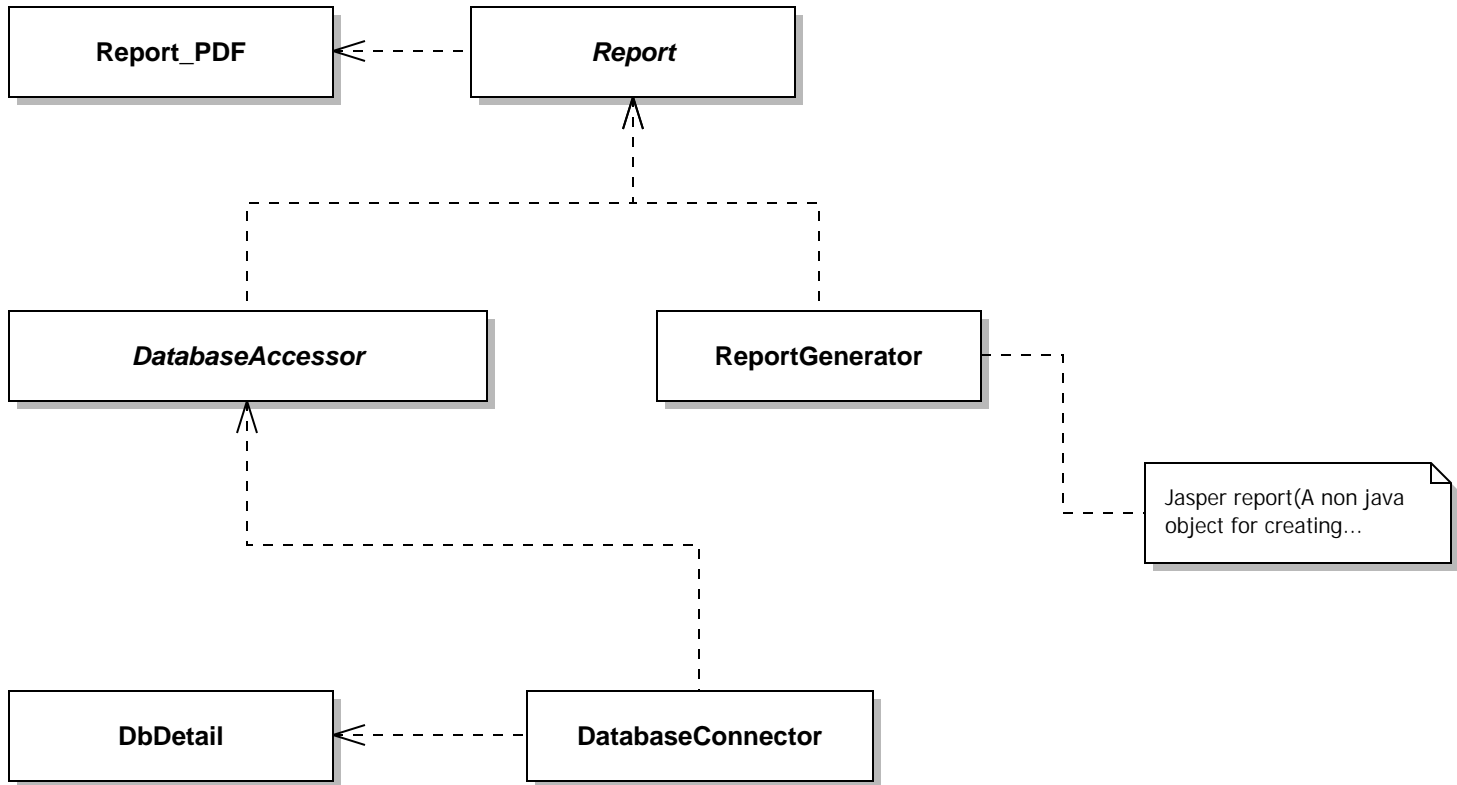 Report_PDF
Report
DatabaseAccessor
ReportGenerator
Jasper report(A non java
object for creating...
DbDetail
DatabaseConnector